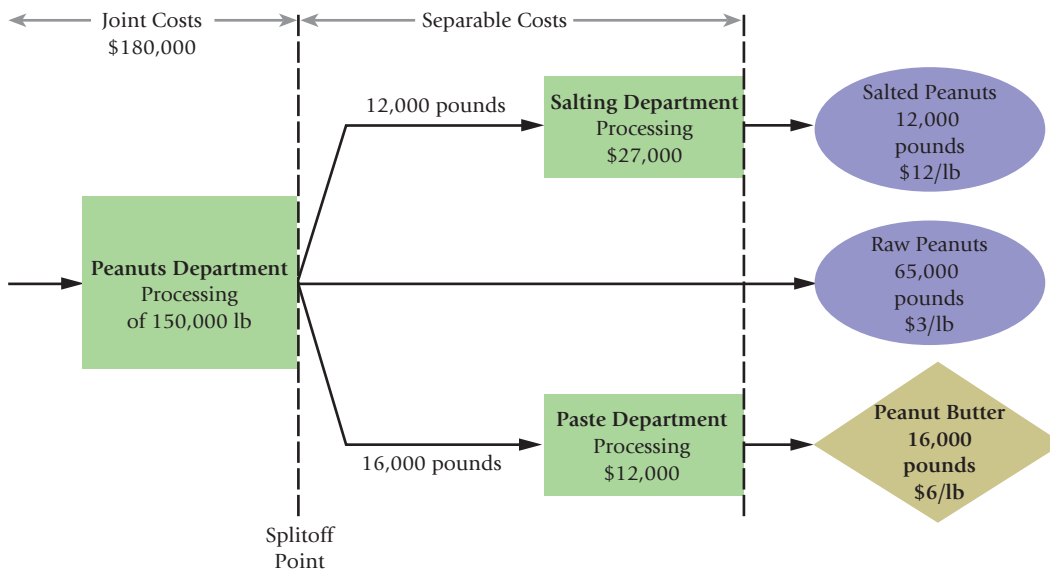 Joint Costs
$180,000
Separable Costs
12,000 pounds
Salting Department
Processing
$27,000
Salted Peanuts
12,000
pounds
$12/lb
Peanuts Department
Processing
of 150,000 lb
Raw Peanuts
65,000
pounds
$3/lb
16,000 pounds
Paste Department
Processing
$12,000
Peanut Butter
16,000
pounds
$6/lb
Splitoff
Point